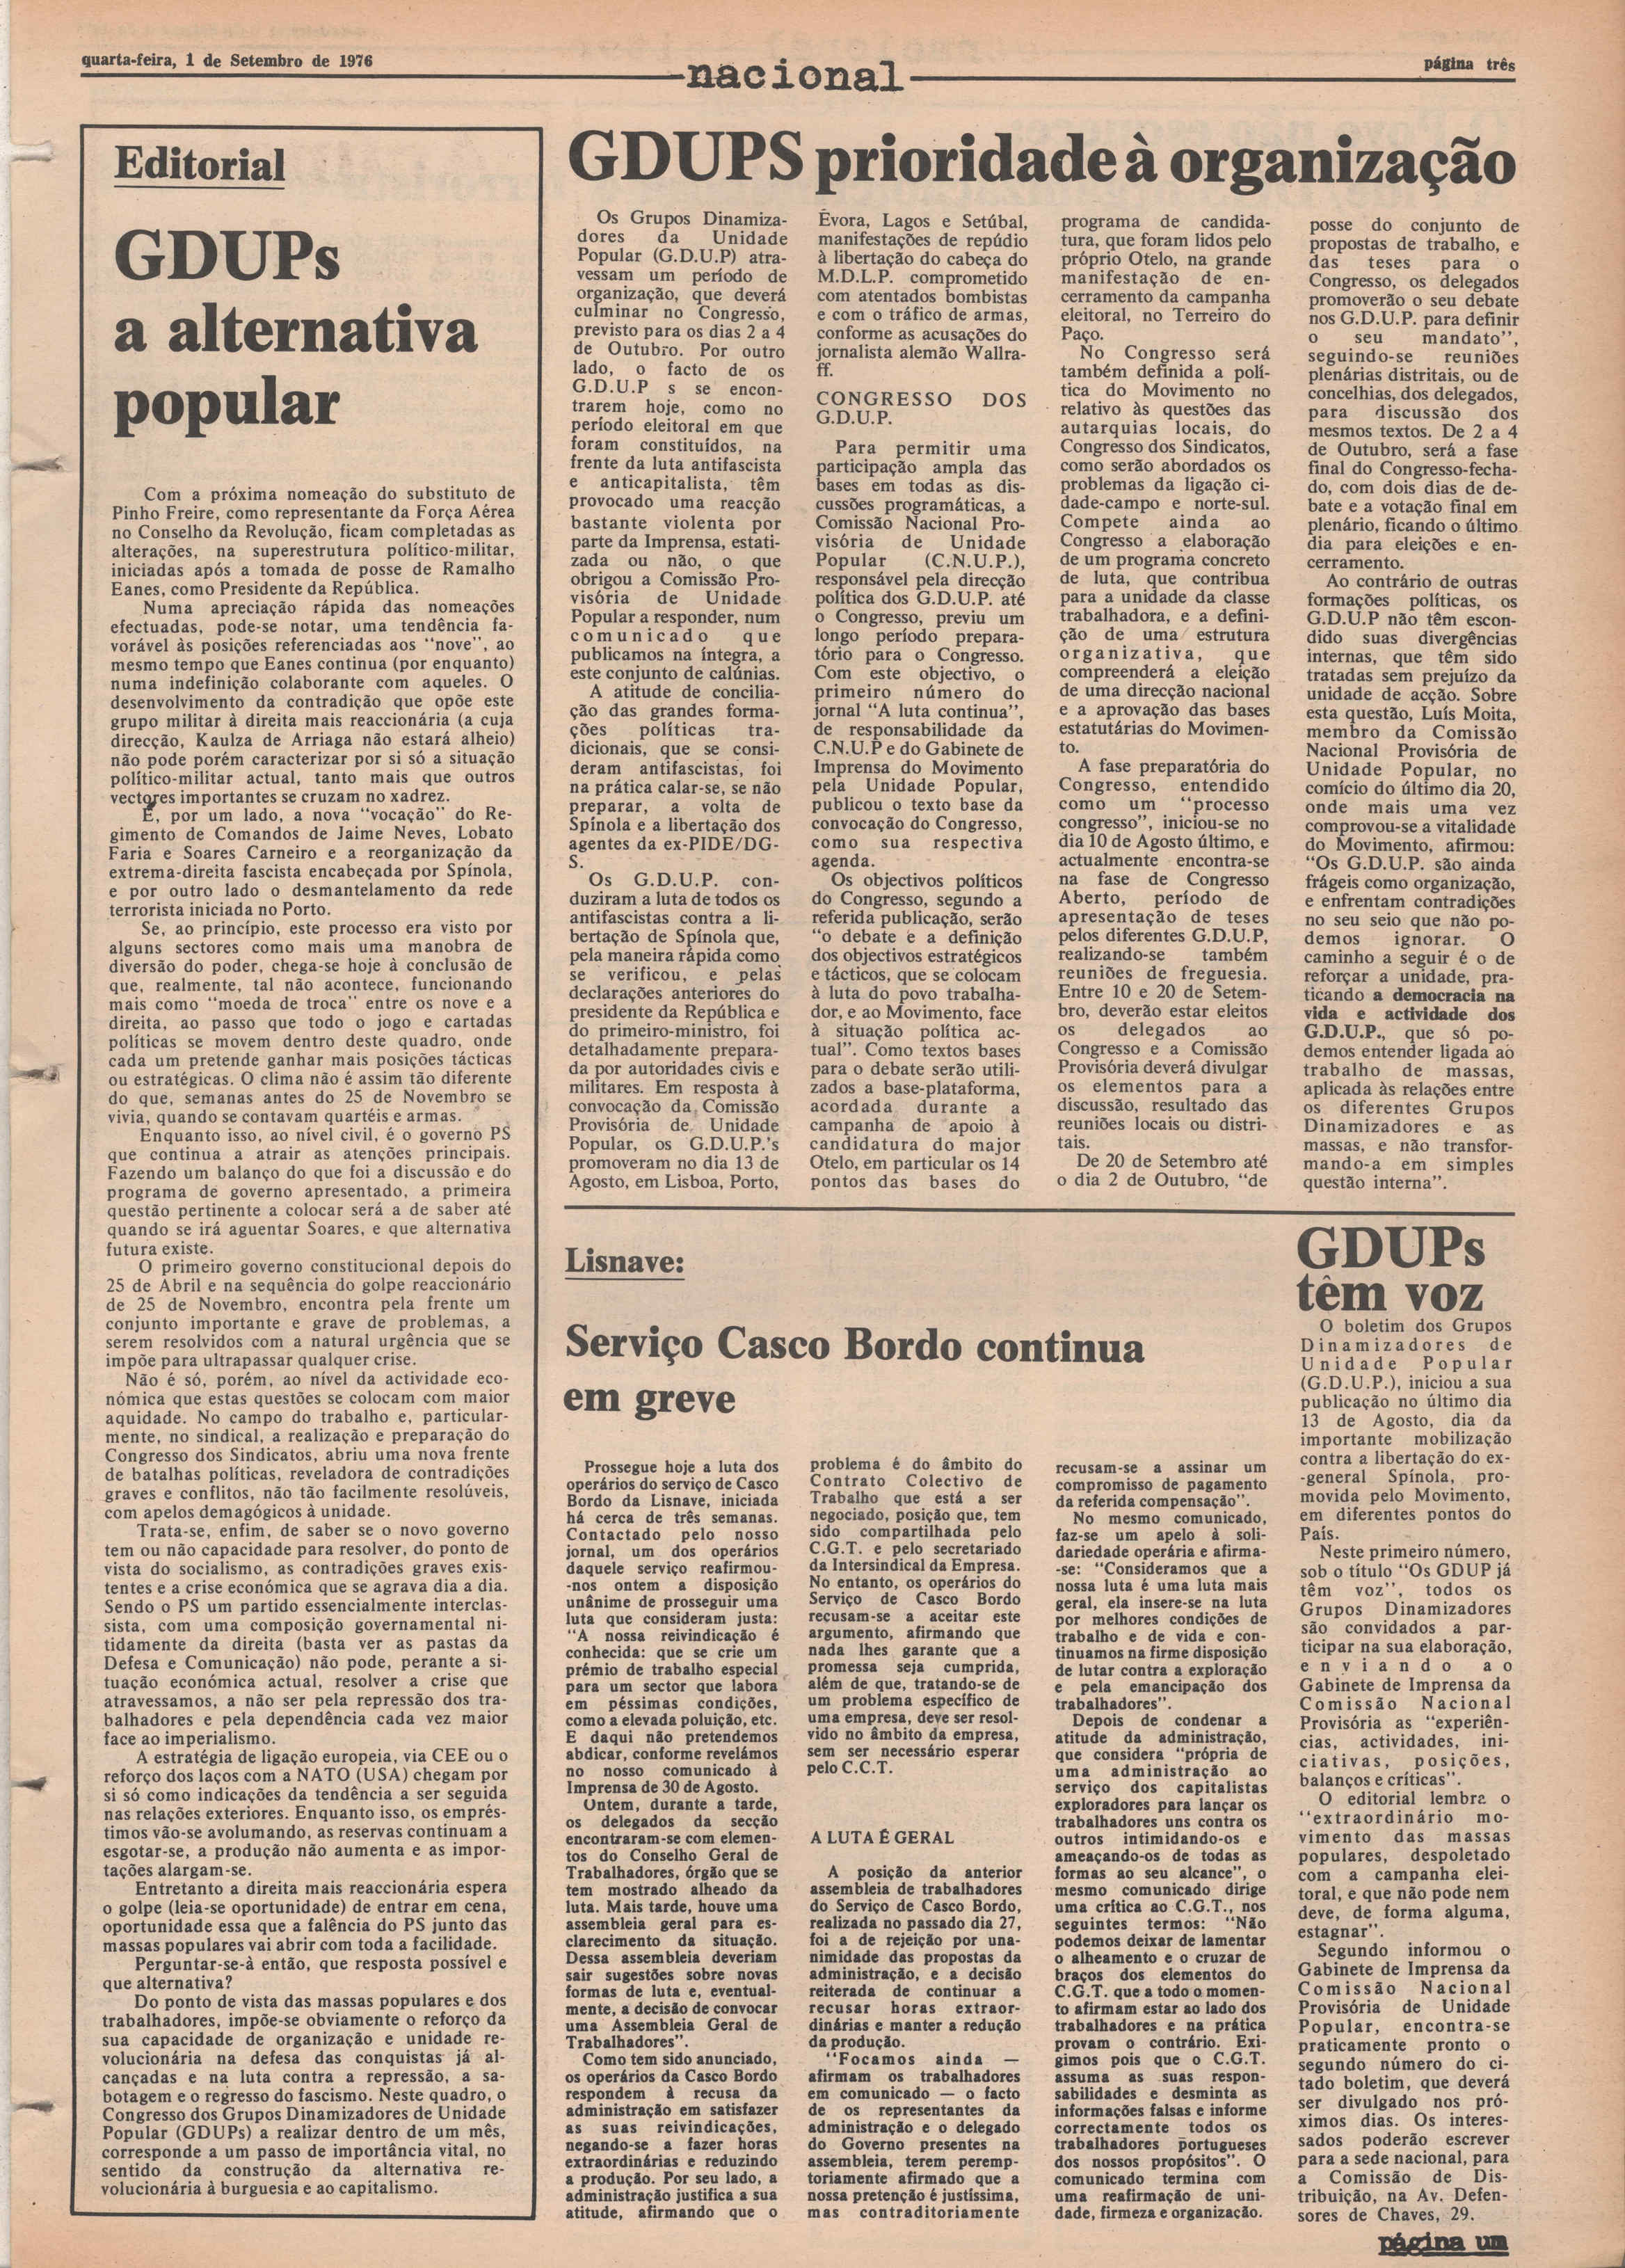 quarta-feira, 1 de Setembro de 1976
nacional
página três
Editorial
GDUPs
a alternativa
popular
Com a próxima nomeação do substituto de
Pinho Freire, como representante da Força Aérea
no Conselho da Revolução, ficam completadas as
alterações, na superestrutura político-militar,
iniciadas após a tomada de posse de Ramalho
Eanes, como Presidente da República.
Numa apreciação rápida das nomeações
efectuadas, pode-se notar, uma tendência fa-
vorável às posições referenciadas aos "nove", ao
mesmo tempo que Eanes continua (por enquanto)
numa indefinição colaborante com aqueles. O
desenvolvimento da contradição que opõe este
grupo militar à direita mais reaccionária (a cuja
direcção, Kaulza de Arriaga não estará alheio)
não pode porém caracterizar por si só a situação
político-militar actual, tanto mais que outros
vectores importantes se cruzam no xadrez.
É, por um lado, a nova "vocação" do Re-
gimento de Comandos de Jaime Neves, Lobato
Faria e Soares Carneiro e a reorganização da
extrema-direita fascista encabeçada por Spínola,
e por outro lado o desmantelamento da rede
terrorista iniciada no Porto.
Se, ao princípio, este processo era visto por
alguns sectores como mais uma manobra de
diversão do poder, chega-se hoje à conclusão de
que, realmente, tal não acontece, funcionando
mais como "moeda de troca" entre os nove e a
direita, ao passo que todo o jogo e cartadas
políticas se movem dentro deste quadro, onde
cada um pretende ganhar mais posições tácticas
ou estratégicas. O clima não é assim tão diferente
do que, semanas antes do 25 de Novembro se
vivia, quando se contavam quartéis e armas.
Enquanto isso, ao nível civil, é o governo PS
que continua a atrair as atenções principais.
Fazendo um balanço do que foi a discussão e do
programa de governo apresentado, a primeira
questão pertinente a colocar será a de saber até
quando se irá aguentar Soares, e que alternativa
futura existe.
O primeiro governo constitucional depois do
25 de Abril e na sequência do golpe reaccionário
de 25 de Novembro, encontra pela frente um
conjunto importante e grave de problemas, a
serem resolvidos com a natural urgência que se
impõe para ultrapassar qualquer crise.
Não é só, porém, ao nível da actividade eco-
nómica que estas questões se colocam com maior
aquidade. No campo do trabalho e, particular-
mente, no sindical, a realização e preparação do
Congresso dos Sindicatos, abriu uma nova frente
de batalhas políticas, reveladora de contradições
graves e conflitos, não tão facilmente resolúveis,
com apelos demagógicos à unidade.
Trata-se, enfim, de saber se o novo governo
tem ou não capacidade para resolver, do ponto de
vista do socialismo, as contradições graves exis-
tentes e a crise económica que se agrava dia a dia.
Sendo o PS um partido essencialmente interclas-
sista, com uma composição governamental ni-
tidamente da direita (basta ver as pastas da
Defesa e Comunicação) não pode, perante a si-
tuação económica actual, resolver a crise que
atravessamos, a não ser pela repressão dos tra-
balhadores e pela dependência cada vez maior
face ao imperialismo.
A estratégia de ligação europeia, via CEE ou o
reforço dos laços com a NATO (USA) chegam por
si só como indicações da tendência a ser seguida
nas relações exteriores. Enquanto isso, os emprés-
timos vão-se avolumando, as reservas continuam a
esgotar-se, a produção não aumenta e as impor-
tações alargam-se.
Entretanto a direita mais reaccionária espera
o golpe (leia-se oportunidade) de entrar em cena,
oportunidade essa que a falência do PS junto das
massas populares vai abrir com toda a facilidade.
Perguntar-se-à então, que resposta possível e
que alternativa?
Do ponto de vista das massas populares e dos
trabalhadores, impõe-se obviamente o reforço da
sua capacidade de organização e unidade re-
volucionária na defesa das conquistas já al-
cançadas e na luta contra a repressão, a sa-
botagem e o regresso do fascismo. Neste quadro, o
Congresso dos Grupos Dinamizadores de Unidade
Popular (GDUPs) a realizar dentro de um mês,
corresponde a um passo de importância vital, no
sentido da construção da alternativa re-
volucionária à burguesia e ao capitalismo.
GDUPS prioridade à organização
Os Grupos Dinamiza-
dores da Unidade
Popular (G.D.U.P) atra-
vessam um período de
organização, que deverá
culminar no Congresso,
previsto para os dias 2 a 4
de Outubro. Por outro
lado, o facto de os
G.D.U.P s se encon-
trarem hoje, como no
período eleitoral em que
foram constituídos, na
frente da luta antifascista
e anticapitalista, têm
provocado uma reacção
bastante violenta por
parte da Imprensa, estati-
zada ou não, o que
obrigou a Comissão Pro-
visória de Unidade
Popular a responder, num
comunicado que
publicamos na íntegra, a
este conjunto de calúnias.
A atitude de concilia-
ção das grandes forma-
ções políticas tra-
dicionais, que se consi-
deram antifascistas, foi
na prática calar-se, se não
preparar, a volta de
Spínola e a libertação dos
agentes da ex-PIDE/DG-
S.
Os G.D.U.P. con-
duziram a luta de todos os
antifascistas contra a li-
bertação de Spínola que,
pela maneira rápida como
se verificou, e pelas
declarações anteriores do
presidente da República e
do primeiro-ministro, foi
detalhadamente prepara-
da por autoridades civis e
militares. Em resposta à
convocação da Comissão
Provisória de Unidade
Popular, os G.D.U.P.'s
promoveram no dia 13 de
Agosto, em Lisboa, Porto,
Évora, Lagos e Setúbal,
manifestações de repúdio
à libertação do cabeça do
M.D.L.P. comprometido
com atentados bombistas
e com o tráfico de armas,
conforme as acusações do
jornalista alemão Wallra-
ff.
CONGRESSO DOS
G.D.U.P.
Para permitir uma
participação ampla das
bases em todas as dis-
cussões programáticas, a
Comissão Nacional Pro-
visória de Unidade
Popular (C.N.U.P.),
responsável pela direcção
política dos G.D.U.P. até
o Congresso, previu um
longo período prepara-
tório para o Congresso.
Com este objectivo, o
primeiro número do
jornal "A luta continua",
de responsabilidade da
C.N.U.P e do Gabinete de
Imprensa do Movimento
pela Unidade Popular,
publicou o texto base da
convocação do Congresso,
como sua respectiva
agenda.
Os objectivos políticos
do Congresso, segundo a
referida publicação, serão
"o debate e a definição
dos objectivos estratégicos
e tácticos, que se colocam
à luta do povo trabalha-
dor, e ao Movimento, face
à situação política ac-
tual". Como textos bases
para o debate serão utili-
zados a base-plataforma,
acordada durante a
campanha de apoio à
candidatura do major
Otelo, em particular os 14
pontos das bases do
programa de candida-
tura, que foram lidos pelo
próprio Otelo, na grande
manifestação de en-
cerramento da campanha
eleitoral, no Terreiro do
Paço.
No Congresso será
também definida a polí-
tica do Movimento no
relativo às questões das
autarquias locais, do
Congresso dos Sindicatos,
como serão abordados os
problemas da ligação ci-
dade-campo e norte-sul.
Compete ainda ao
Congresso a elaboração
de um programa concreto
de luta, que contribua
para a unidade da classe
trabalhadora, e a defini-
ção de uma estrutura
organizativa, que
compreenderá a eleição
de uma direcção nacional
e a aprovação das bases
estatutárias do Movimen-
to.
A fase preparatória do
Congresso, entendido
como um "processo
congresso", iniciou-se no
dia 10 de Agosto último, e
actualmente encontra-se
na fase de Congresso
Aberto, período de
apresentação de teses
pelos diferentes G.D.U.P,
realizando-se também
reuniões de freguesia.
Entre 10 e 20 de Setem-
bro, deverão estar eleitos
os delegados ao
Congresso e a Comissão
Provisória deverá divulgar
os elementos para a
discussão, resultado das
reuniões locais ou distri-
tais.
De 20 de Setembro até
o dia 2 de Outubro, "de
posse do conjunto de
propostas de trabalho, e
das teses para o
Congresso, os delegados
promoverão o seu debate
nos G.D.U.P. para definir
o seu mandato",
seguindo-se reuniões
plenárias distritais, ou de
concelhias, dos delegados,
para discussão dos
mesmos textos. De 2 a 4
de Outubro, será a fase
final do Congresso-fecha-
do, com dois dias de de-
bate e a votação final em
plenário, ficando o último
dia para eleições e en-
cerramento.
Ao contrário de outras
formações políticas, os
G.D.U.P não têm escon-
dido suas divergências
internas, que têm sido
tratadas sem prejuízo da
unidade de acção. Sobre
esta questão, Luís Moita,
membro da Comissão
Nacional Provisória de
Unidade Popular, no
comício do último dia 20,
onde mais uma vez
comprovou-se a vitalidade
do Movimento, afirmou:
"Os G.D.U.P. são ainda
frágeis como organização,
e enfrentam contradições
no seu seio que não po-
demos ignorar. O
caminho a seguir é o de
reforçar a unidade, pra-
ticando a democracia na
vida e actividade dos
G.D.U.P., que só po-
demos entender ligada ao
trabalho de massas,
aplicada às relações entre
os diferentes Grupos
Dinamizadores e as
massas, e não transfor-
mando-a em simples
questão interna".
Lisnave:
Serviço Casco Bordo continua
em greve
Prossegue hoje a luta dos
operários do serviço de Casco
Bordo da Lisnave, iniciada
há cerca de três semanas.
Contactado pelo nosso
jornal, um dos operários
daquele serviço reafirmou-
-nos ontem a disposição
unânime de prosseguir uma
luta que consideram justa:
"A nossa reivindicação é
conhecida: que se crie um
prémio de trabalho especial
para um sector que labora
em péssimas condições,
como a elevada poluição, etc.
E daqui não pretendemos
abdicar, conforme revelámos
no nosso comunicado à
Imprensa de 30 de Agosto.
Ontem, durante a tarde,
os delegados da secção
encontraram-se com elemen-
tos do Conselho Geral de
Trabalhadores, órgão que se
tem mostrado alheado da
luta. Mais tarde, houve uma
assembleia geral para es-
clarecimento da situação.
Dessa assembleia deveriam
sair sugestões sobre novas
formas de luta e, eventual-
mente, a decisão de convocar
uma Assembleia Geral de
Trabalhadores".
Como tem sido anunciado,
os operários da Casco Bordo
respondem à recusa da
administração em satisfazer
as suas reivindicações,
negando-se a fazer horas
extraordinárias e reduzindo
a produção. Por seu lado, a
administração justifica a sua
atitude, afirmando que o
problema é do âmbito do
Contrato Colectivo de
Trabalho que está a ser
negociado, posição que, tem
sido compartilhada pelo
C.G.T. e pelo secretariado
da Intersindical da Empresa.
No entanto, os operários do
Serviço de Casco Bordo
recusam-se a aceitar este
argumento, afirmando que
nada lhes garante que a
promessa seja cumprida,
além de que, tratando-se de
um problema específico de
uma empresa, deve ser resol-
vido no âmbito da empresa,
sem ser necessário esperar
pelo C.C.T.
A LUTA É GERAL
A posição da anterior
assembleia de trabalhadores
do Serviço de Casco Bordo,
realizada no passado dia 27,
foi a de rejeição por una-
nimidade das propostas da
administração, e a decisão
reiterada de continuar a
recusar horas extraor-
dinárias e manter a redução
da produção.
"Focamos ainda —
afirmam os trabalhadores
em comunicado — o facto
de os representantes da
administração e o delegado
do Governo presentes na
assembleia, terem peremp-
toriamente afirmado que a
nossa pretenção é justíssima,
mas contraditoriamente
recusam-se a assinar um
compromisso de pagamento
da referida compensação".
No mesmo comunicado,
faz-se um apelo à soli-
dariedade operária e afirma-
-se: "Consideramos que a
nossa luta é uma luta mais
geral, ela insere-se na luta
por melhores condições de
trabalho e de vida e con-
tinuamos na firme disposição
de lutar contra a exploração
e pela emancipação dos
trabalhadores".
Depois de condenar a
atitude da administração,
que considera "própria de
uma administração ao
serviço dos capitalistas
exploradores para lançar os
trabalhadores uns contra os
outros intimidando-os e
ameaçando-os de todas as
formas ao seu alcance", o
mesmo comunicado dirige
uma crítica ao C.G.T., nos
seguintes termos: "Não
podemos deixar de lamentar
o alheamento e o cruzar de
braços dos elementos do
C.G.T. que a todo o momen-
to afirmam estar ao lado dos
trabalhadores e na prática
provam o contrário. Exi-
gimos pois que o C.G.T.
assuma as suas respon-
sabilidades e desminta as
informações falsas e informe
correctamente todos os
trabalhadores portugueses
dos nossos propósitos". O
comunicado termina com
uma reafirmação de uni-
dade, firmeza e organização.
GDUPs
têm voz
O boletim dos Grupos
Dinamizadores de
Unidade Popular
(G.D.U.P.), iniciou a sua
publicação no último dia
13 de Agosto, dia da
importante mobilização
contra a libertação do ex-
-general Spínola, pro-
movida pelo Movimento,
em diferentes pontos do
País.
Neste primeiro número,
sob o título "Os GDUP já
têm voz", todos os
Grupos Dinamizadores
são convidados a par-
ticipar na sua elaboração,
enviando ao
Gabinete de Imprensa da
Comissão Nacional
Provisória as "experiên-
cias, actividades, ini-
ciativas, posições,
balanços e críticas".
O editorial lembra o
"extraordinário mo-
vimento das massas
populares, despoletado
com a campanha elei-
toral, e que não pode nem
deve, de forma alguma,
estagnar".
Segundo informou o
Gabinete de Imprensa da
Comissão Nacional
Provisória de Unidade
Popular, encontra-se
praticamente pronto o
segundo número do ci-
tado boletim, que deverá
ser divulgado nos pró-
ximos dias. Os interes-
sados poderão escrever
para a sede nacional, para
a Comissão de Dis-
tribuição, na Av. Defen-
sores de Chaves, 29.
página um